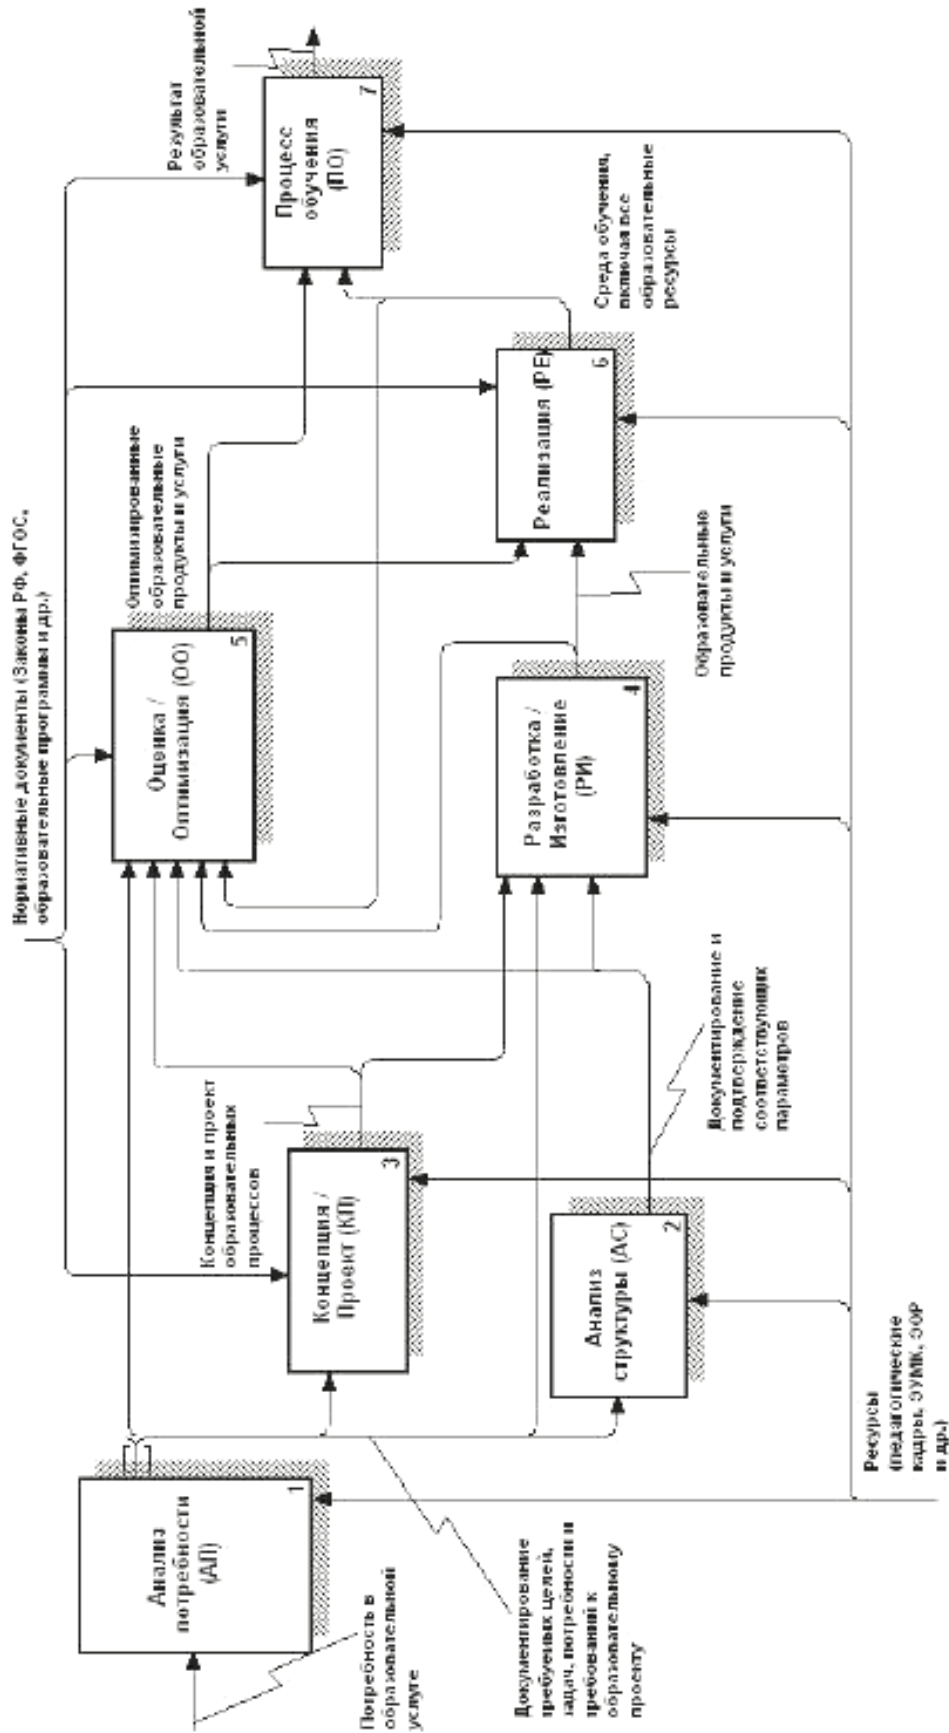 Нормативные документы (Законы РФ, ФГОС,
образовательные программы и др.)
Анализ
потребности
(АП)
1
Потребность в
образовательной
услуге
Документирование
требуемых целей,
задач, потребности и
требований к
образовательному
проекту
Концепция /
Проект (КП)
3
Концепция и проект
образовательных
процессов
Анализ
структуры (АС)
2
Документирование и
подтверждение
соответствующих
параметров
Ресурсы
(педагогические
кадры, ЭУМК, ЭОР
и др.)
Оценка /
Оптимизация (ОО)
5
Оптимизированные
образовательные
продукты и услуги
Разработка /
Изготовление
(РИ)
4
Образовательные
продукты и услуги
Реализация (РЕ)
6
Среда обучения,
включая все
образовательные
ресурсы
Процесс
обучения
(ПО)
7
Результат
образовательной
услуги